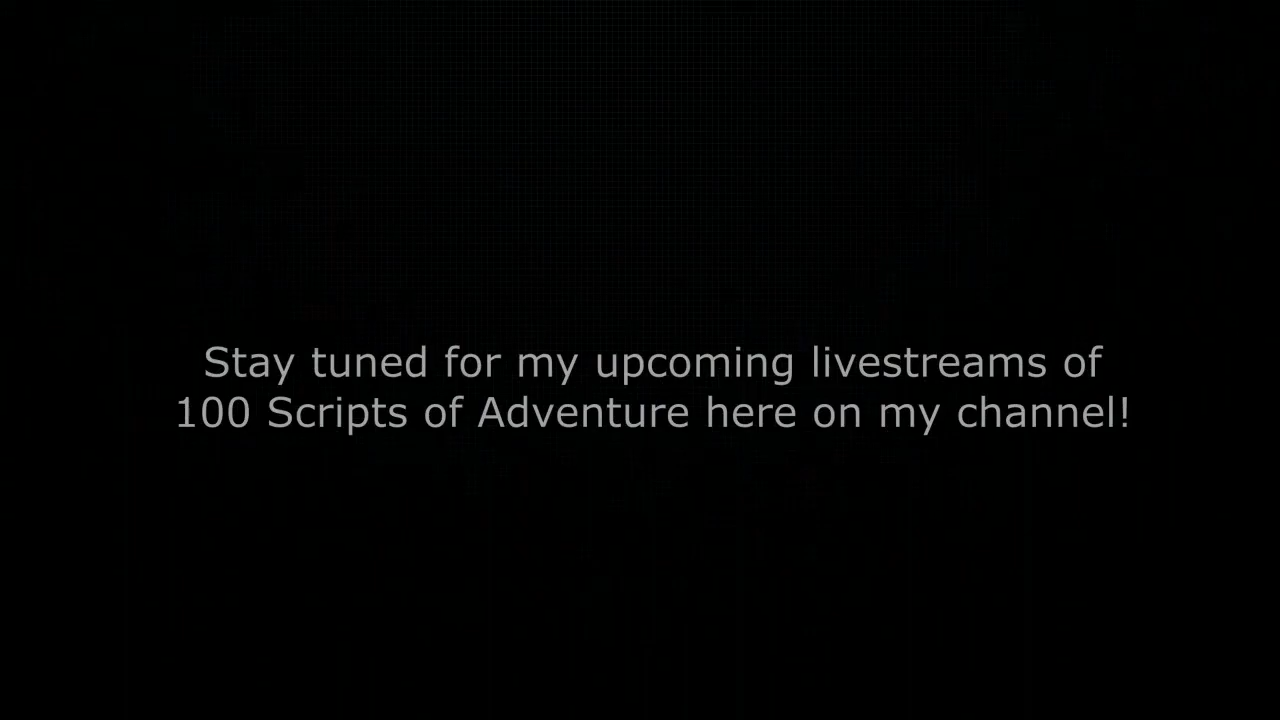 Stay tuned for my upcoming livestreams of
100 Scripts of Adventure here on my channel!